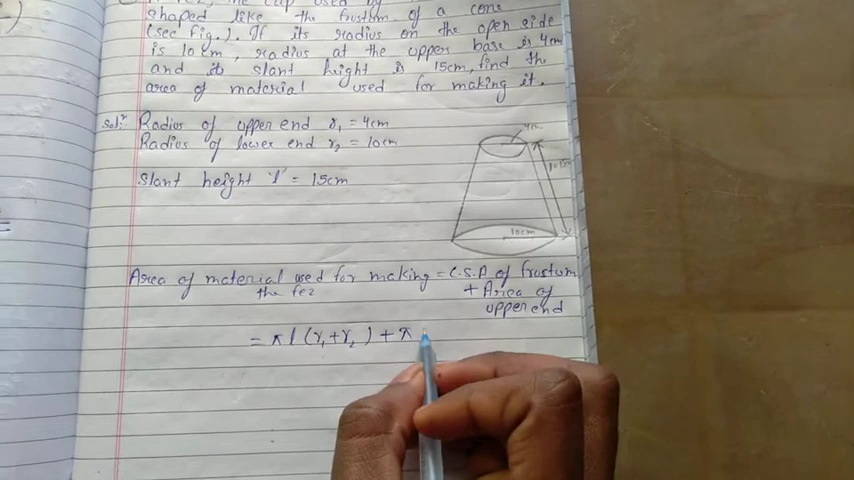 shaped like the frustum of a cone
(see fig.). If its radius on the open side
is 10 cm, radius at the upper base is 4cm
and its slant height is 15cm, find the
area of material used for making it.
Solⁿ Radius of upper end r₁ = 4cm
Radius of lower end r₂ = 10cm
Slant height 'l' = 15cm
10cm
Area of material used for making = C.S.A of frustum
the fez + Area of
upper end
= π l (r₁+r₂) + π